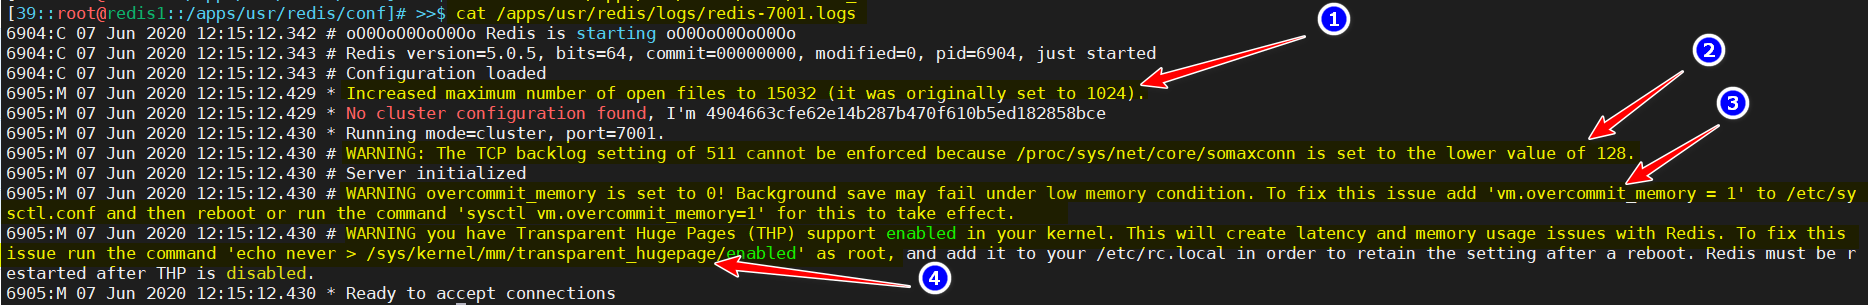 [39::root@redis1::/apps/usr/redis/conf]# >>$ cat /apps/usr/redis/logs/redis-7001.logs
1
6904:C 07 Jun 2020 12:15:12.342 # oO0OoO0OoO0Oo Redis is starting oO0OoO0OoO0Oo
6904:C 07 Jun 2020 12:15:12.343 # Redis version=5.0.5, bits=64, commit=00000000, modified=0, pid=6904, just started
2
6904:C 07 Jun 2020 12:15:12.343 # Configuration loaded
6905:M 07 Jun 2020 12:15:12.429 * Increased maximum number of open files to 15032 (it was originally set to 1024).
3
6905:M 07 Jun 2020 12:15:12.429 * No cluster configuration found, I'm 4904663cfe62e14b287b470f610b5ed182858bce
6905:M 07 Jun 2020 12:15:12.430 * Running mode=cluster, port=7001.
6905:M 07 Jun 2020 12:15:12.430 # WARNING: The TCP backlog setting of 511 cannot be enforced because /proc/sys/net/core/somaxconn is set to the lower value of 128.
6905:M 07 Jun 2020 12:15:12.430 # Server initialized
6905:M 07 Jun 2020 12:15:12.430 # WARNING overcommit_memory is set to 0! Background save may fail under low memory condition. To fix this issue add 'vm.overcommit_memory = 1' to /etc/sy
sctl.conf and then reboot or run the command 'sysctl vm.overcommit_memory=1' for this to take effect.
6905:M 07 Jun 2020 12:15:12.430 # WARNING you have Transparent Huge Pages (THP) support enabled in your kernel. This will create latency and memory usage issues with Redis. To fix this
issue run the command 'echo never > /sys/kernel/mm/transparent_hugepage/enabled' as root, and add it to your /etc/rc.local in order to retain the setting after a reboot. Redis must be r
estarted after THP is disabled.
4
6905:M 07 Jun 2020 12:15:12.430 * Ready to accept connections